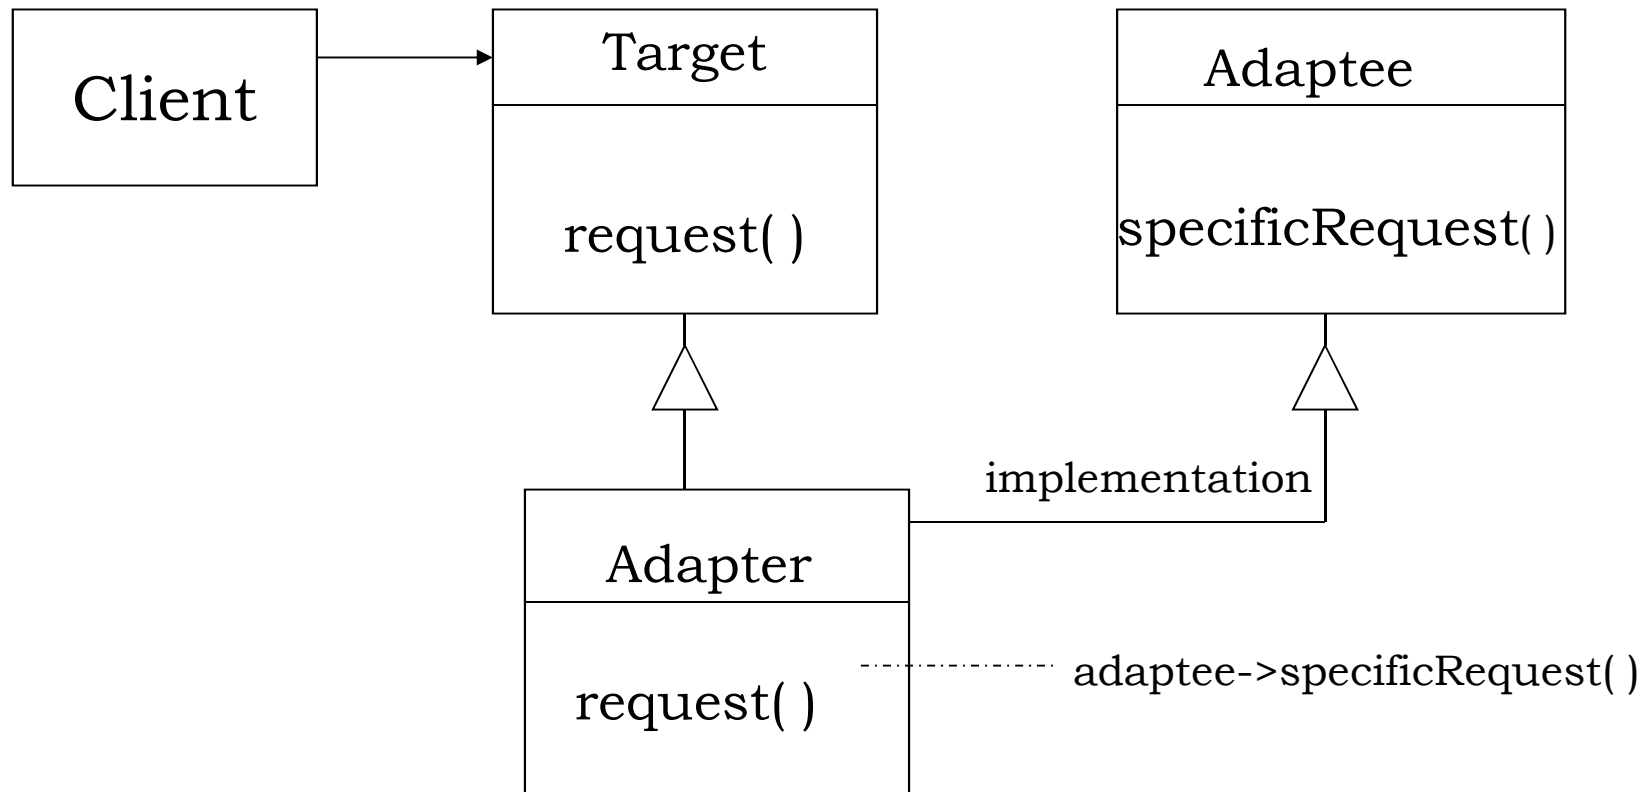 Client
Target
request( )
Adaptee
specificRequest( )
implementation
Adapter
request( )
adaptee->specificRequest( )